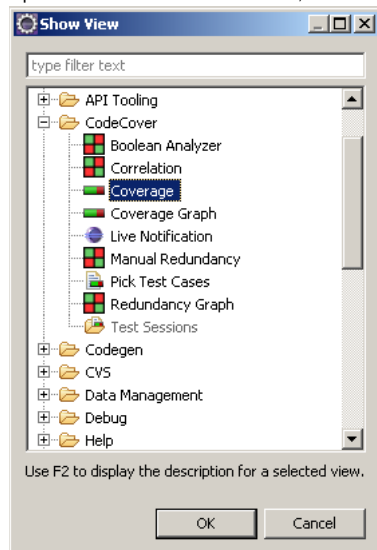 Show View
type filter text
API Tooling
CodeCover
Boolean Analyzer
Correlation
Coverage
Coverage Graph
Live Notification
Manual Redundancy
Pick Test Cases
Redundancy Graph
Test Sessions
Codegen
CVS
Data Management
Debug
Help
Use F2 to display the description for a selected view.
OK Cancel